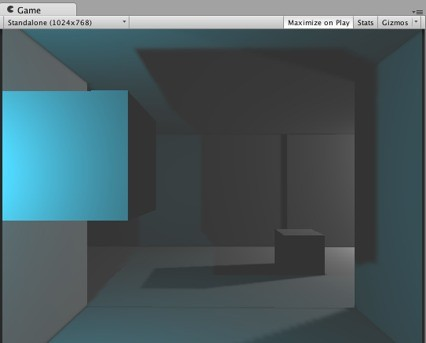 Game
Standalone (1024x768)
Maximize on Play
Stats
Gizmos